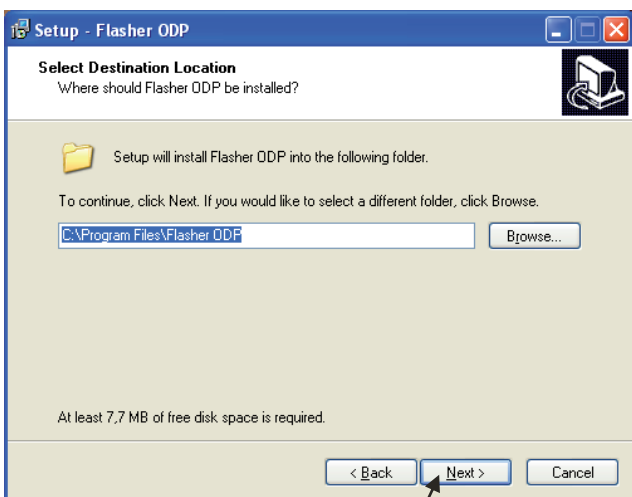 Setup - Flasher ODP
Select Destination Location
Where should Flasher ODP be installed?
Setup will install Flasher ODP into the following folder.
To continue, click Next. If you would like to select a different folder, click Browse.
C:\Program Files\Flasher ODP
Browse...
At least 7,7 MB of free disk space is required.
< Back
Next >
Cancel